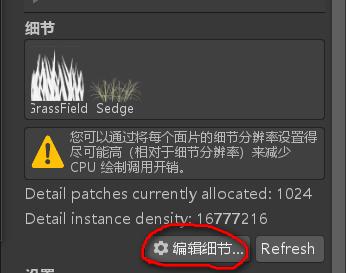 细节
GrassField Sedge
您可以通过将每个面片的细节分辨率设置得
尽可能高（相对于细节分辨率）来减少
CPU 绘制调用开销。
Detail patches currently allocated: 1024
Detail instance density: 16777216
编辑细节... Refresh
设置